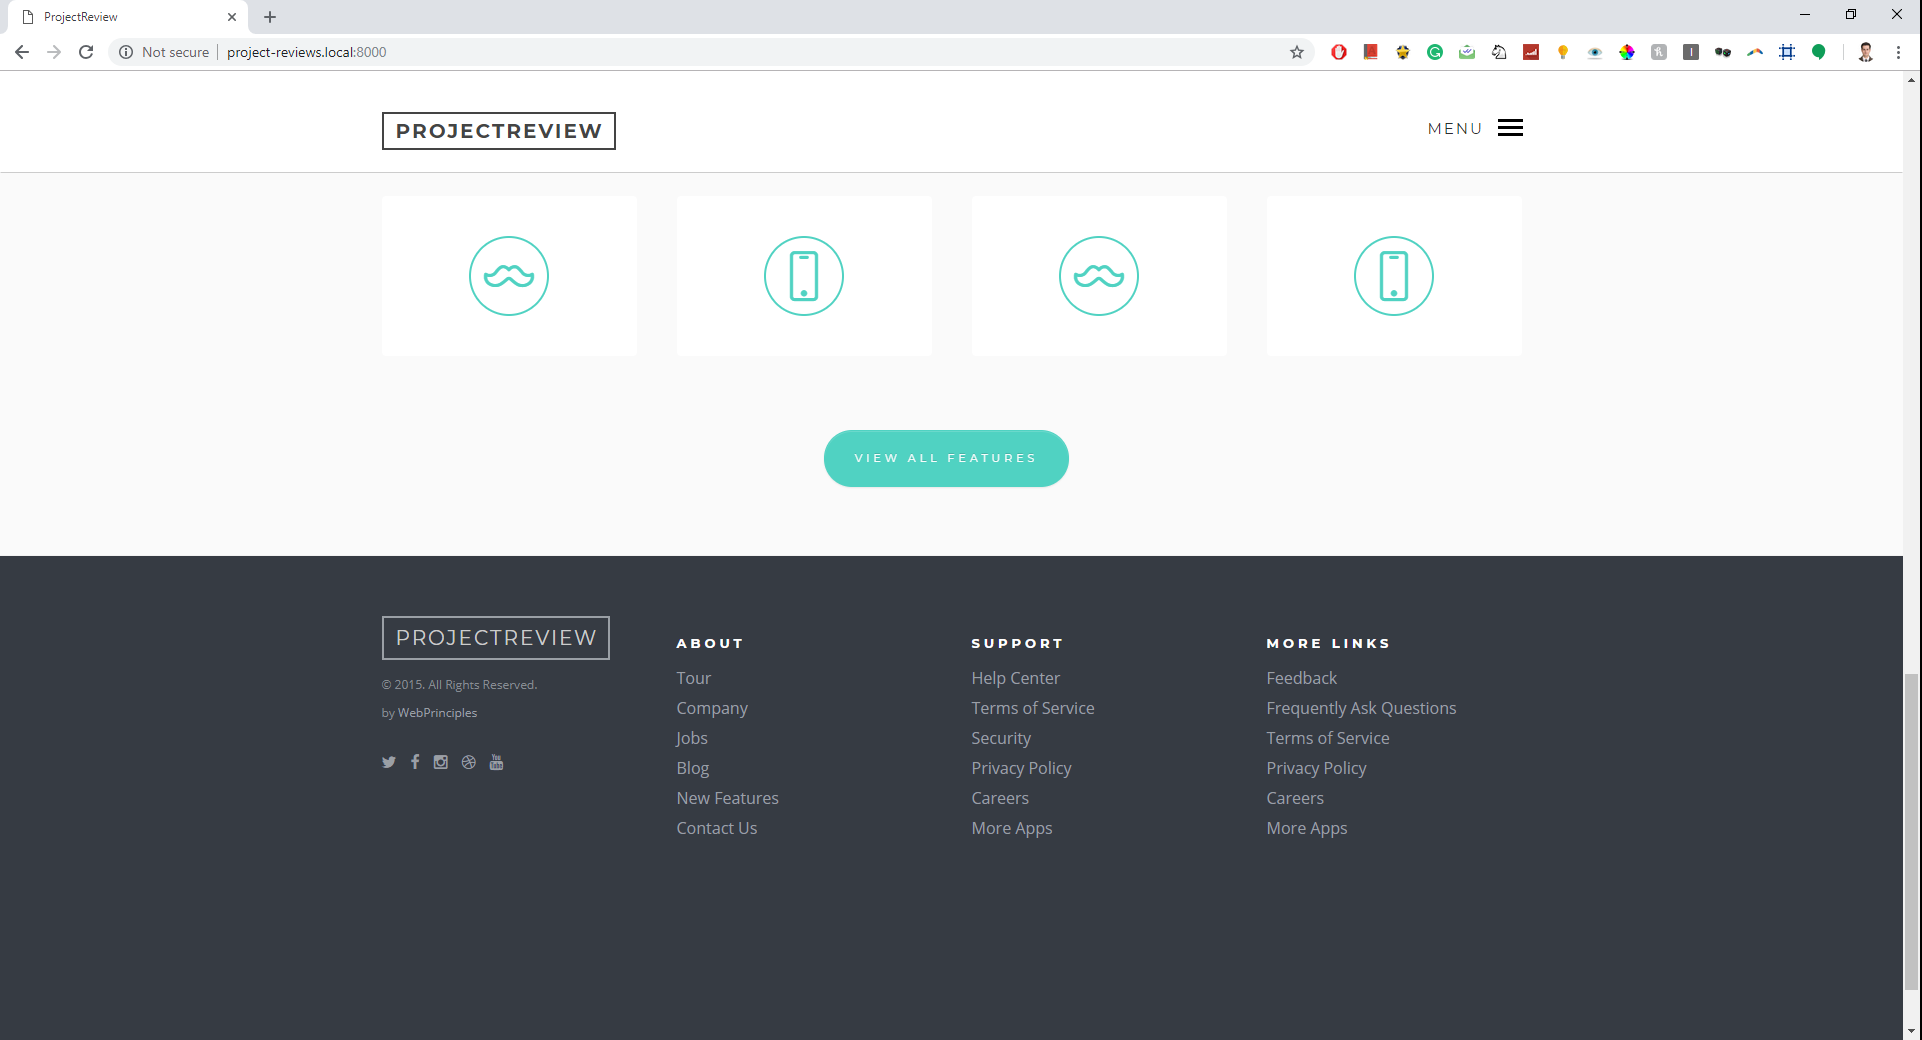 ProjectReview
Not secure
project-reviews.local:8000
PROJECTREVIEW
MENU
VIEW ALL FEATURES
PROJECTREVIEW
© 2015. All Rights Reserved.
by WebPrinciples
ABOUT
Tour
Company
Jobs
Blog
New Features
Contact Us
SUPPORT
Help Center
Terms of Service
Security
Privacy Policy
Careers
More Apps
MORE LINKS
Feedback
Frequently Ask Questions
Terms of Service
Privacy Policy
Careers
More Apps